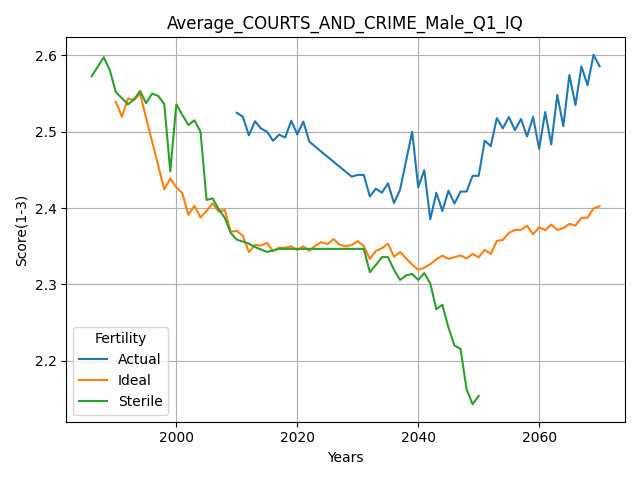 Average_COURTS_AND_CRIME_Male_Q1_IQ
2.6
2.5
2.4
2.3
2.2
Score(1-3)
Fertility
Actual
Ideal
Sterile
2000
2020
2040
2060
Years